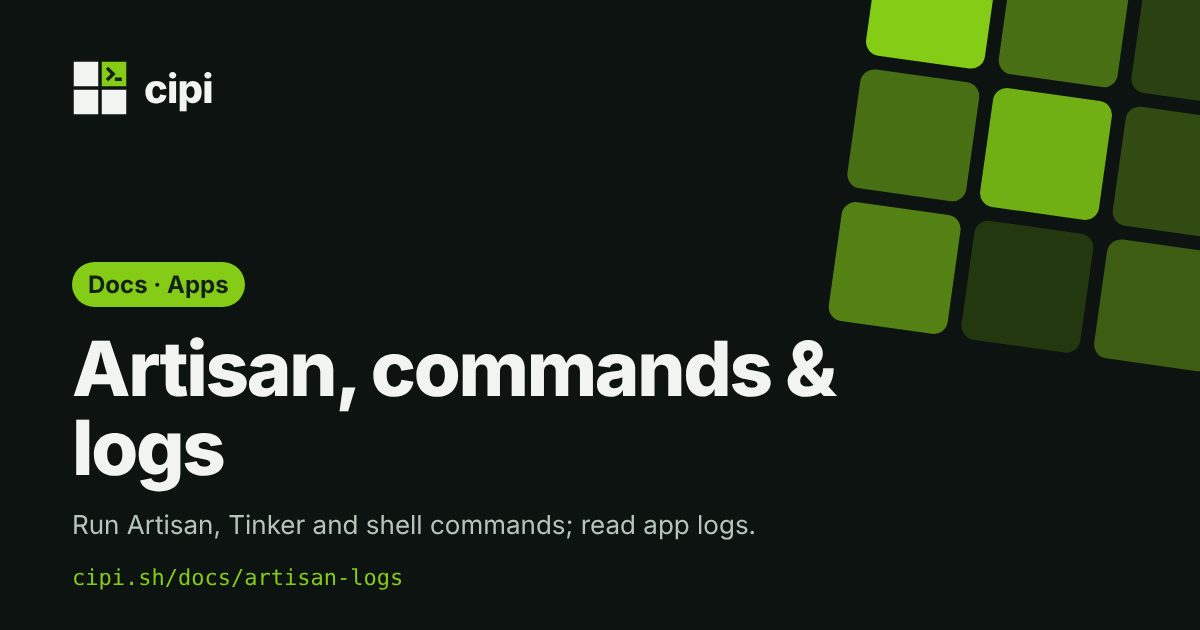 cipi
Docs · Apps
Artisan, commands &
logs
Run Artisan, Tinker and shell commands; read app logs.
cipi.sh/docs/artisan-logs